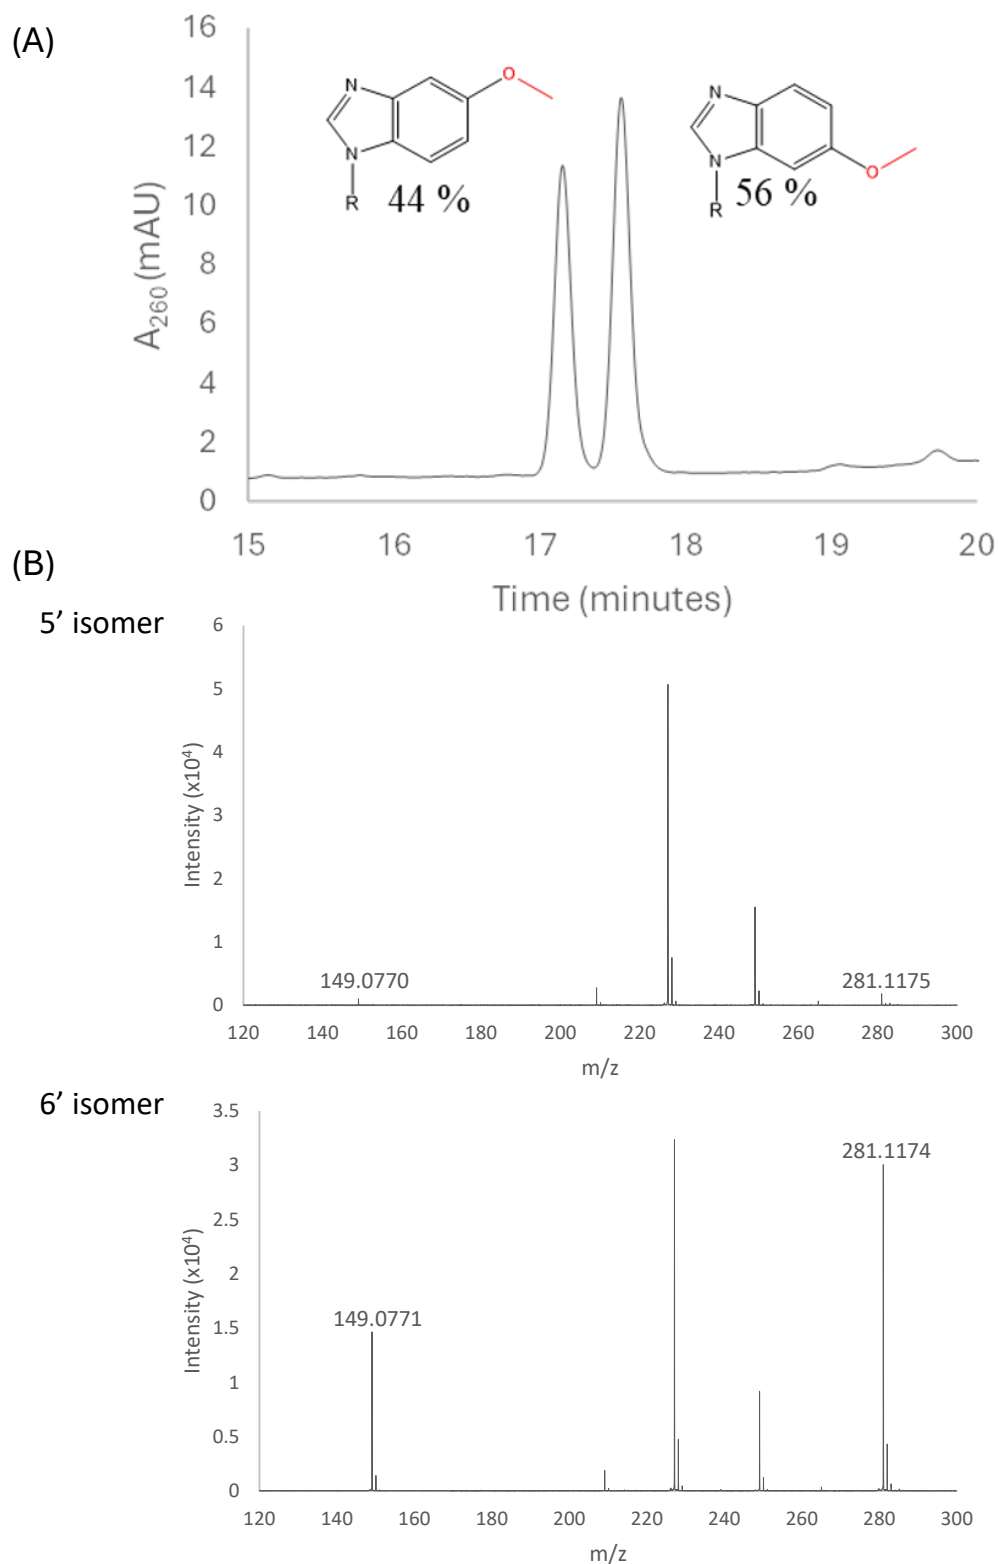 (A)
16
14
12
10
8
6
4
2
0
A260 (mAU)
N
N
R
O
44 %
N
N
R
O
56 %
15 16 17 18 19 20
Time (minutes)
(B)
5’ isomer
6
5
4
3
2
1
0
Intensity (x10⁴)
149.0770
281.1175
120 140 160 180 200 220 240 260 280 300
m/z
6’ isomer
3.5
3
2.5
2
1.5
1
0.5
0
Intensity (x10⁴)
149.0771
281.1174
120 140 160 180 200 220 240 260 280 300
m/z